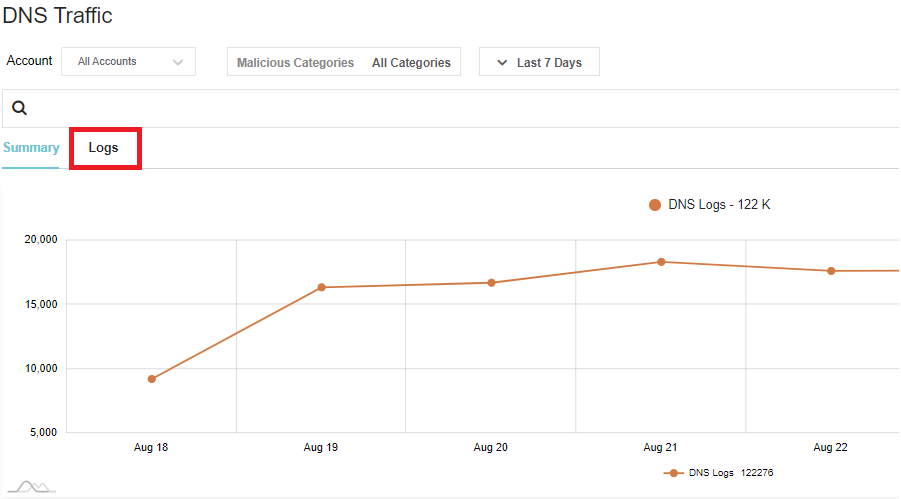 DNS Traffic
Account All Accounts Malicious Categories All Categories Last 7 Days
Summary Logs
DNS Logs - 122 K
20,000
15,000
10,000
5,000
Aug 18 Aug 19 Aug 20 Aug 21 Aug 22
DNS Logs 122276